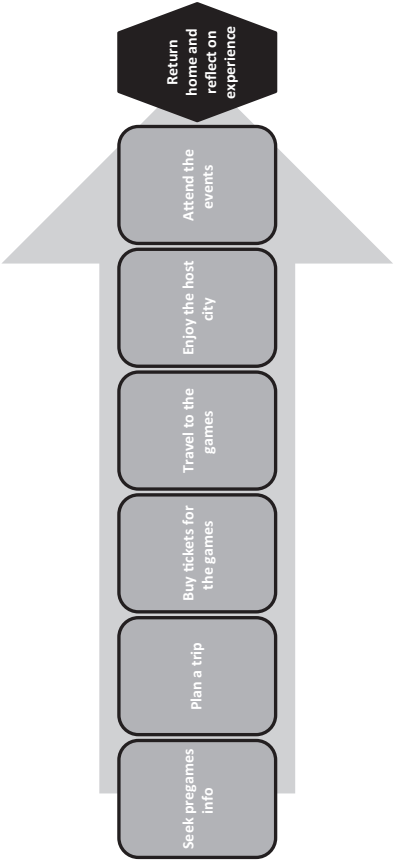 Seek pregames
info
Plan a trip
Buy tickets for
the games
Travel to the
games
Enjoy the host
city
Attend the
events
Return
home and
reflect on
experience